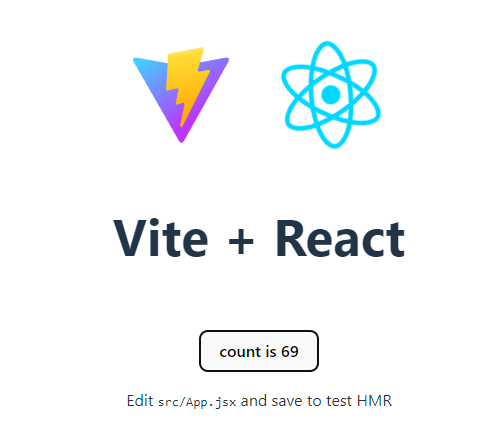 Vite + React
count is 69
Edit src/App.jsx and save to test HMR